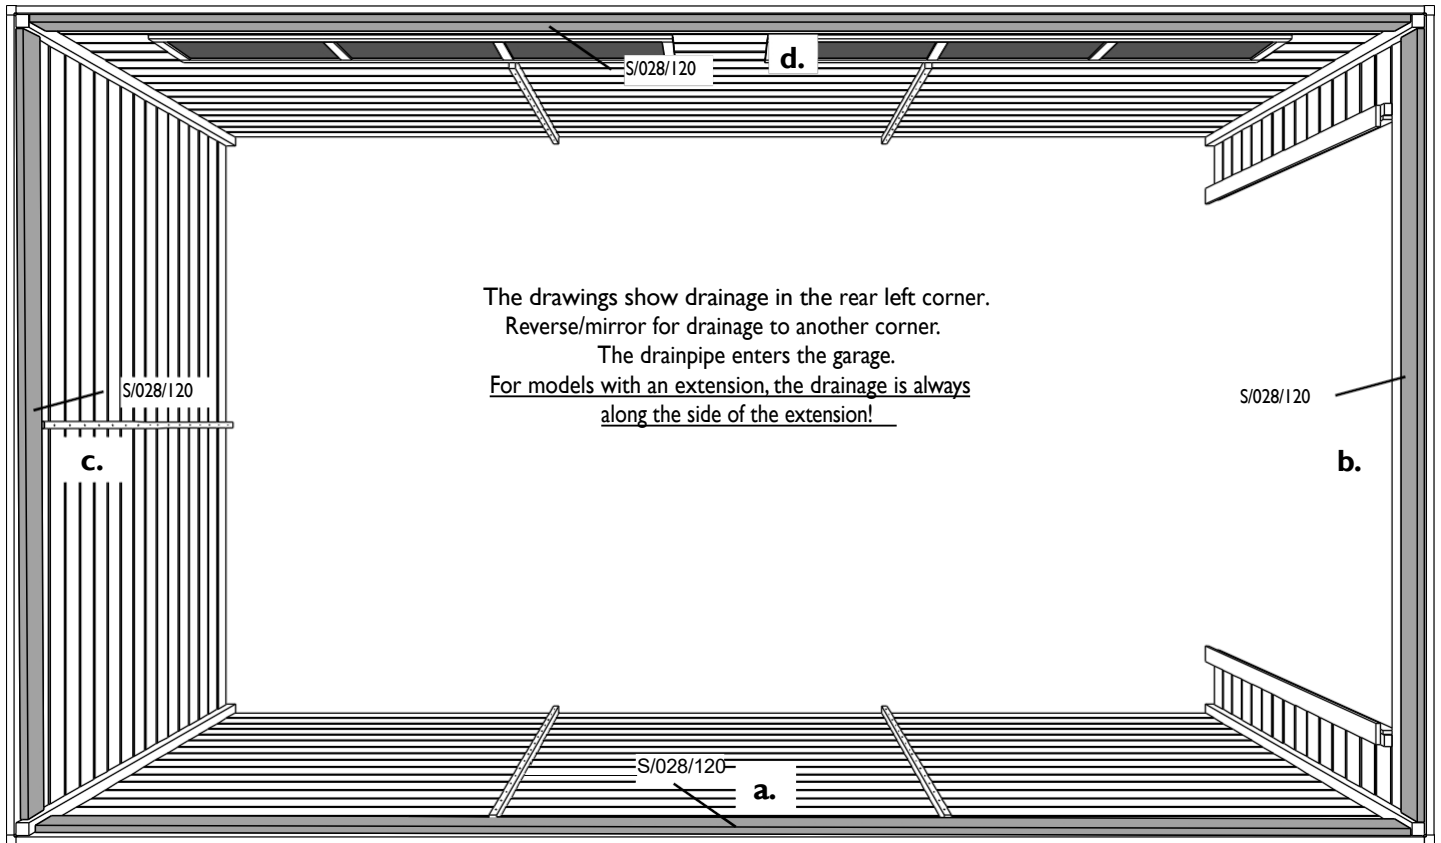 S/028/120
d.
The drawings show drainage in the rear left corner.
Reverse/mirror for drainage to another corner.
The drainpipe enters the garage.
For models with an extension, the drainage is always
along the side of the extension!
S/028/120
c.
S/028/120
b.
S/028/120
a.